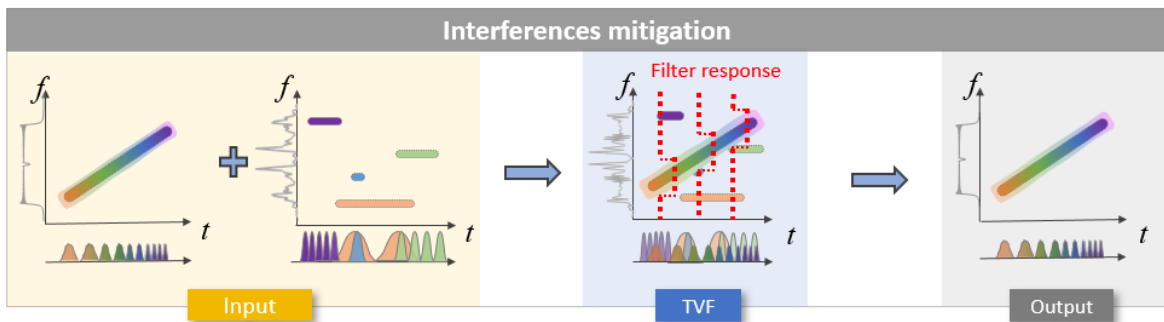 Interferences mitigation
Filter response
f
t
f
t
f
t
f
t
Input
TVF
Output